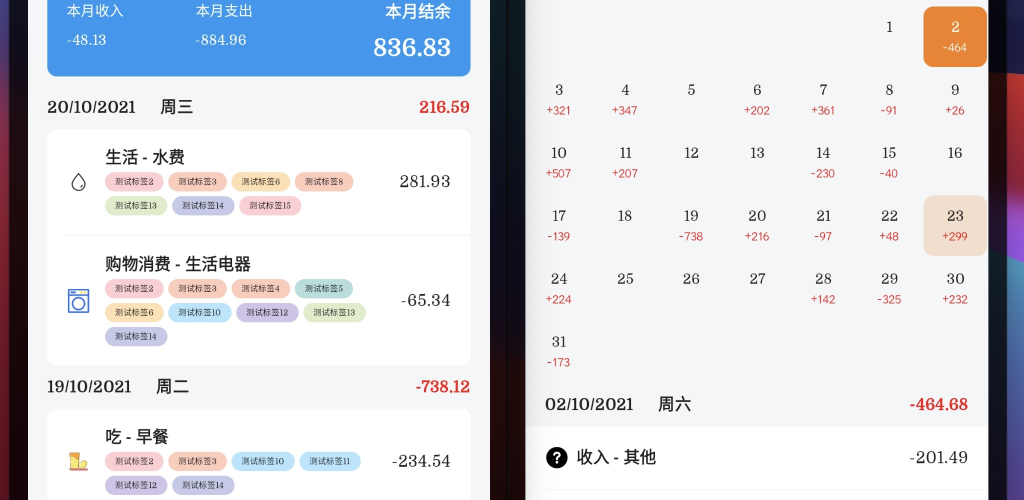 本月收入 本月支出 本月结余
-48.13 -884.96 836.83
20/10/2021 周三 216.59
生活 - 水费
测试标签2 测试标签3 测试标签6 测试标签8
281.93
测试标签13 测试标签14 测试标签15
购物消费 - 生活电器
测试标签2 测试标签3 测试标签4 测试标签5
-65.34
测试标签6 测试标签10 测试标签12 测试标签13
测试标签14
19/10/2021 周二 -738.12
吃 - 早餐
测试标签2 测试标签3 测试标签10 测试标签11
-234.54
测试标签12 测试标签14
1 2
-464
3 4 5 6 7 8 9
+321 +347 +202 +361 -91 +26
10 11 12 13 14 15 16
+507 +207 -230 -40
17 18 19 20 21 22 23
-139 -738 +216 -97 +48 +299
24 25 26 27 28 29 30
+224 +142 -325 +232
31
-173
02/10/2021 周六 -464.68
? 收入 - 其他 -201.49